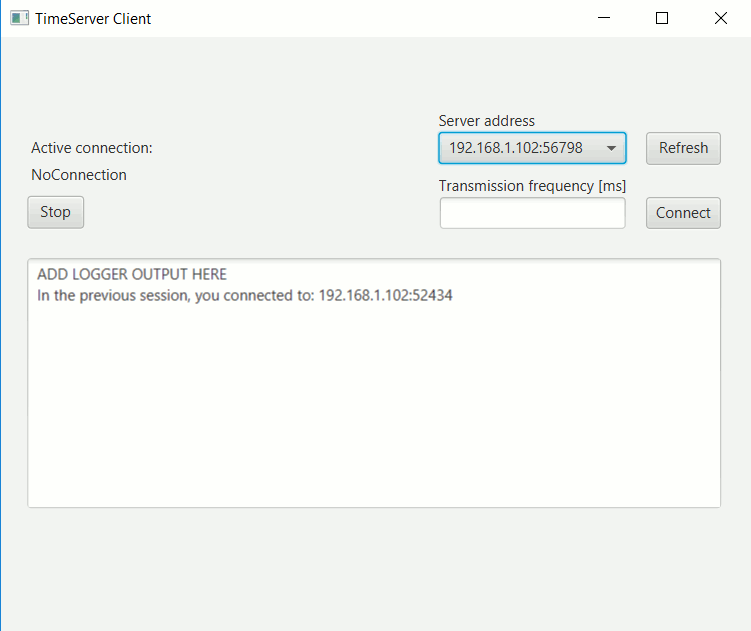 TimeServer Client
Server address
192.168.1.102:56798
Refresh
Active connection:
NoConnection
Transmission frequency [ms]
Stop
Connect
ADD LOGGER OUTPUT HERE
In the previous session, you connected to: 192.168.1.102:52434